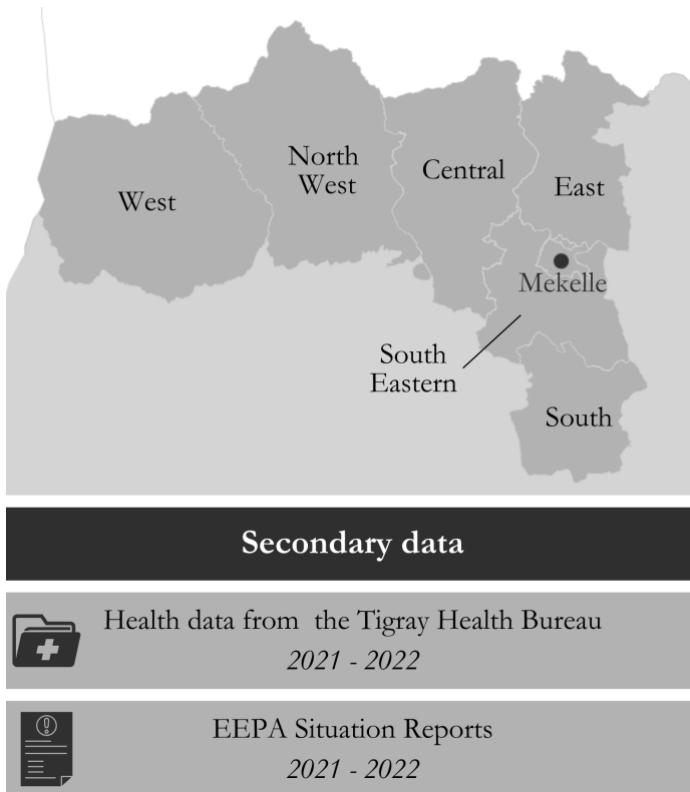 North
West
Central
West
East
Mekelle
South
Eastern
South
Secondary data
Health data from the Tigray Health Bureau
2021 - 2022
EEPA Situation Reports
2021 - 2022